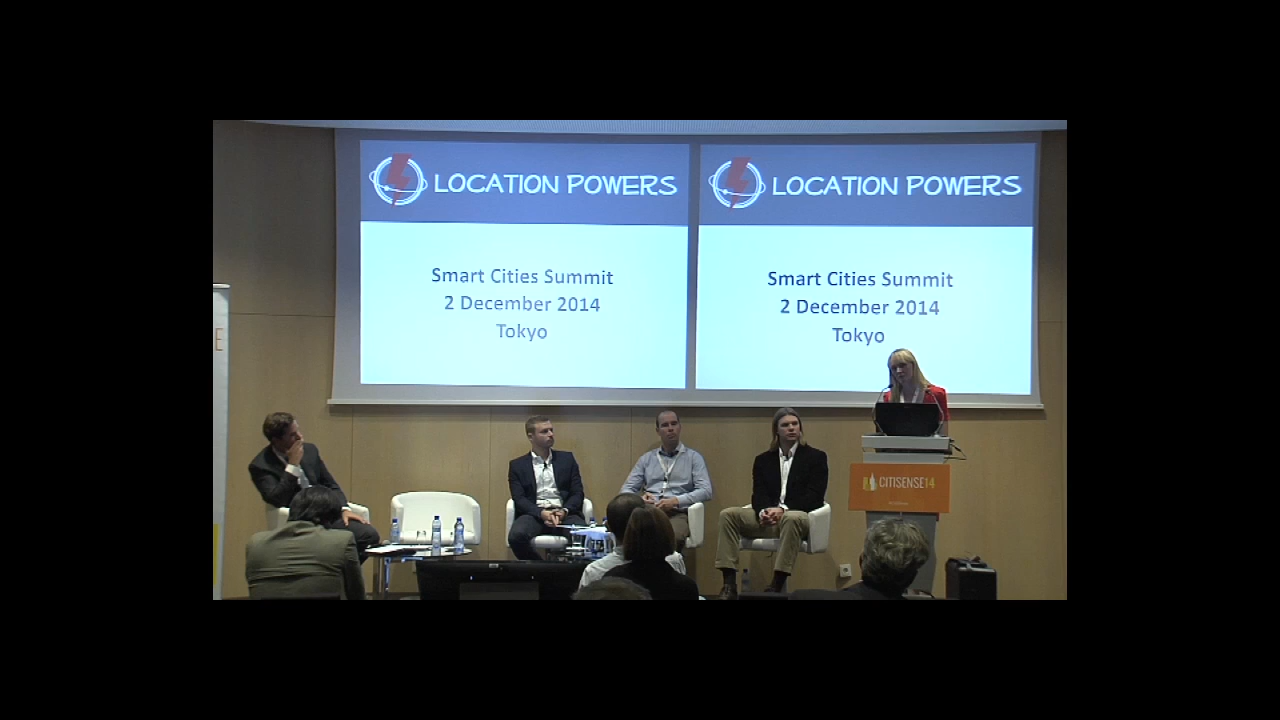 LOCATION POWERS
Smart Cities Summit
2 December 2014
Tokyo
LOCATION POWERS
Smart Cities Summit
2 December 2014
Tokyo
E
CITISENSE14